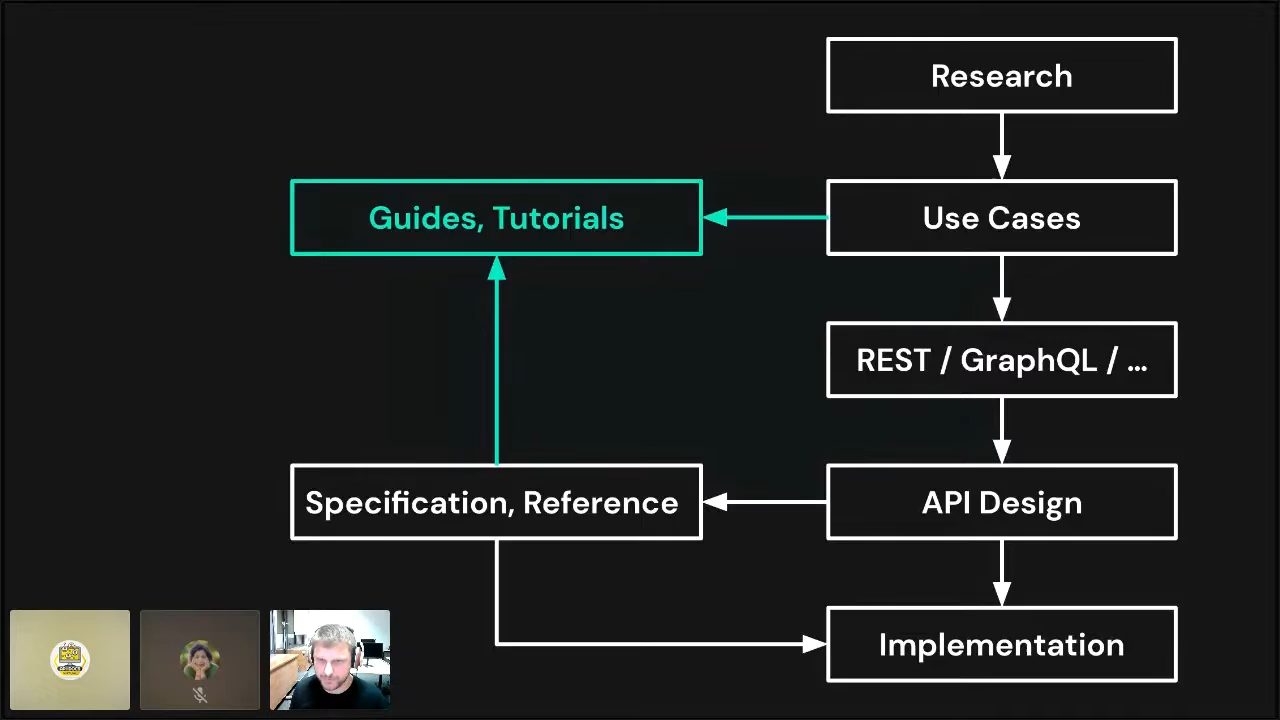 Research
Guides, Tutorials
Use Cases
REST / GraphQL / ...
Specification, Reference
API Design
Implementation